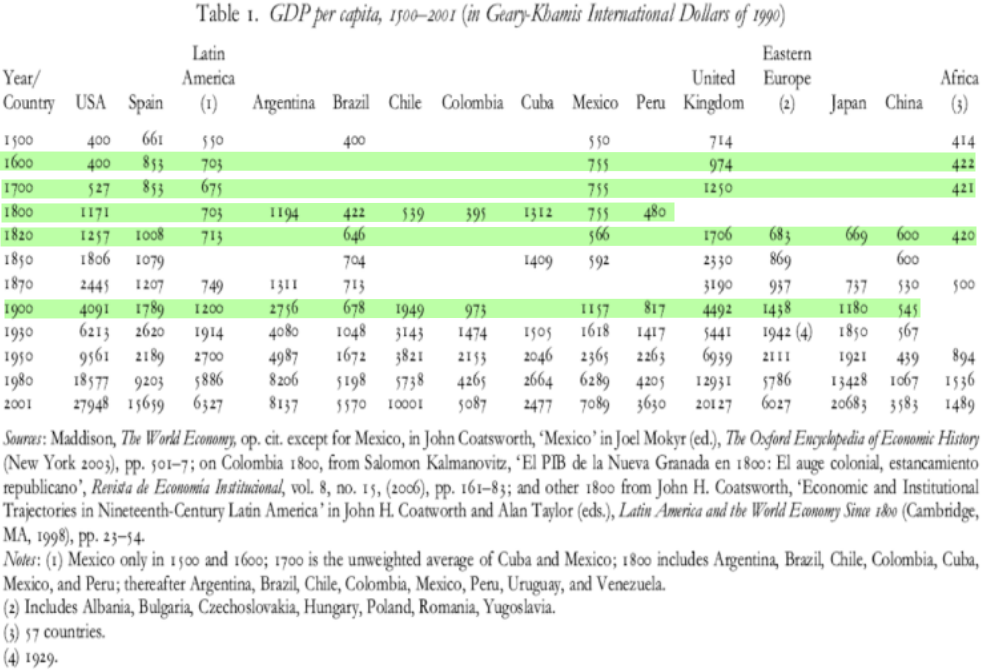 Table 1. GDP per capita, 1500–2001 (in Geary-Khamis International Dollars of 1990)
Latin Eastern
Year/ America United Europe Africa
Country USA Spain (1) Argentina Brazil Chile Colombia Cuba Mexico Peru Kingdom (2) Japan China (3)
1500 400 661 550 400 550 714 414
1600 400 853 703 755 974 422
1700 527 853 675 755 1250 421
1800 1171 703 1194 422 539 395 1312 755 480
1820 1257 1008 713 646 566 1706 683 669 600 420
1850 1806 1079 704 1409 592 2330 869 600
1870 2445 1207 749 1311 713 3190 937 737 530 500
1900 4091 1789 1200 2756 678 1949 973 1157 817 4492 1438 1180 545
1930 6213 2620 1914 4080 1048 3143 1474 1505 1618 1417 5441 1942 (4) 1850 567
1950 9561 2189 2700 4987 1672 3821 2153 2046 2365 2263 6939 2111 1921 439 894
1980 18577 9203 5886 8206 5198 5738 4265 2664 6289 4205 12931 5786 13428 1067 1536
2001 27948 15659 6327 8137 5570 10001 5087 2477 7089 3630 20127 6027 20683 3583 1489
Sources: Maddison, The World Economy, op. cit. except for Mexico, in John Coatsworth, ‘Mexico’ in Joel Mokyr (ed.), The Oxford Encyclopedia of Economic History
(New York 2003), pp. 501–7; on Colombia 1800, from Salomon Kalmanovitz, ‘El PIB de la Nueva Granada en 1800: El auge colonial, estancamiento
republicano’, Revista de Economía Institucional, vol. 8, no. 15, (2006), pp. 161–83; and other 1800 from John H. Coatsworth, ‘Economic and Institutional
Trajectories in Nineteenth-Century Latin America’ in John H. Coatworth and Alan Taylor (eds.), Latin America and the World Economy Since 1800 (Cambridge,
MA, 1998), pp. 23–54.
Notes: (1) Mexico only in 1500 and 1600; 1700 is the unweighted average of Cuba and Mexico; 1800 includes Argentina, Brazil, Chile, Colombia, Cuba,
Mexico, and Peru; thereafter Argentina, Brazil, Chile, Colombia, Mexico, Peru, Uruguay, and Venezuela.
(2) Includes Albania, Bulgaria, Czechoslovakia, Hungary, Poland, Romania, Yugoslavia.
(3) 57 countries.
(4) 1929.